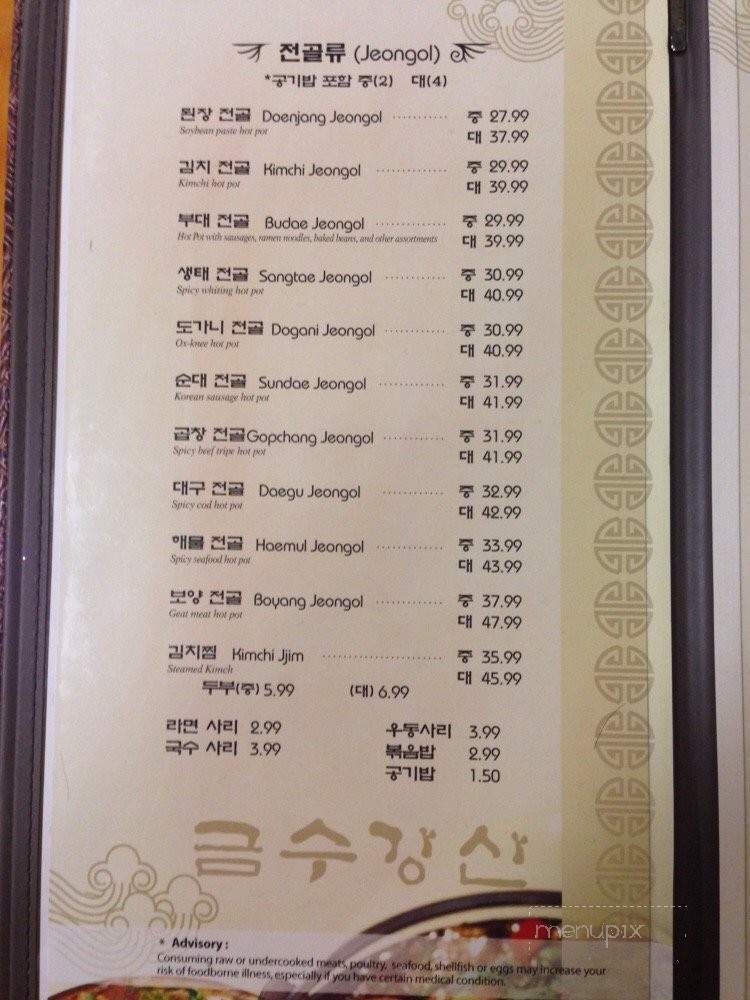 전골류 (Jeongol)
*공기밥 포함 중(2) 대(4)
된장 전골 Doenjang Jeongol ........... 중 27.99
Soybean paste hot pot 대 37.99
김치 전골 Kimchi Jeongol .............. 중 29.99
Kimchi hot pot 대 39.99
부대 전골 Budae Jeongol .............. 중 29.99
Hot Pot with sausages, ramen noodles, baked beans, and other assortments 대 39.99
생태 전골 Sangtae Jeongol ............ 중 30.99
Spicy whiting hot pot 대 40.99
도가니 전골 Dogani Jeongol ............ 중 30.99
Ox-knee hot pot 대 40.99
순대 전골 Sundae Jeongol ............. 중 31.99
Korean sausage hot pot 대 41.99
곱창 전골 Gopchang Jeongol ............ 중 31.99
Spicy beef tripe hot pot 대 41.99
대구 전골 Daegu Jeongol .............. 중 32.99
Spicy cod hot pot 대 42.99
해물 전골 Haemul Jeongol ............. 중 33.99
Spicy seafood hot pot 대 43.99
보양 전골 Boyang Jeongol ............. 중 37.99
Geat meat hot pot 대 47.99
김치찜 Kimchi Jjim ....................... 중 35.99
Steamed Kimch 대 45.99
두부(중) 5.99 (대) 6.99
라면 사리 2.99 우동사리 3.99
국수 사리 3.99 볶음밥 2.99
공기밥 1.50
금수강산
menupix
* Advisory :
Consuming raw or undercooked meats, poultry, seafood, shellfish or eggs may increase your
risk of foodborne illness, especially if you have certain medical condition.